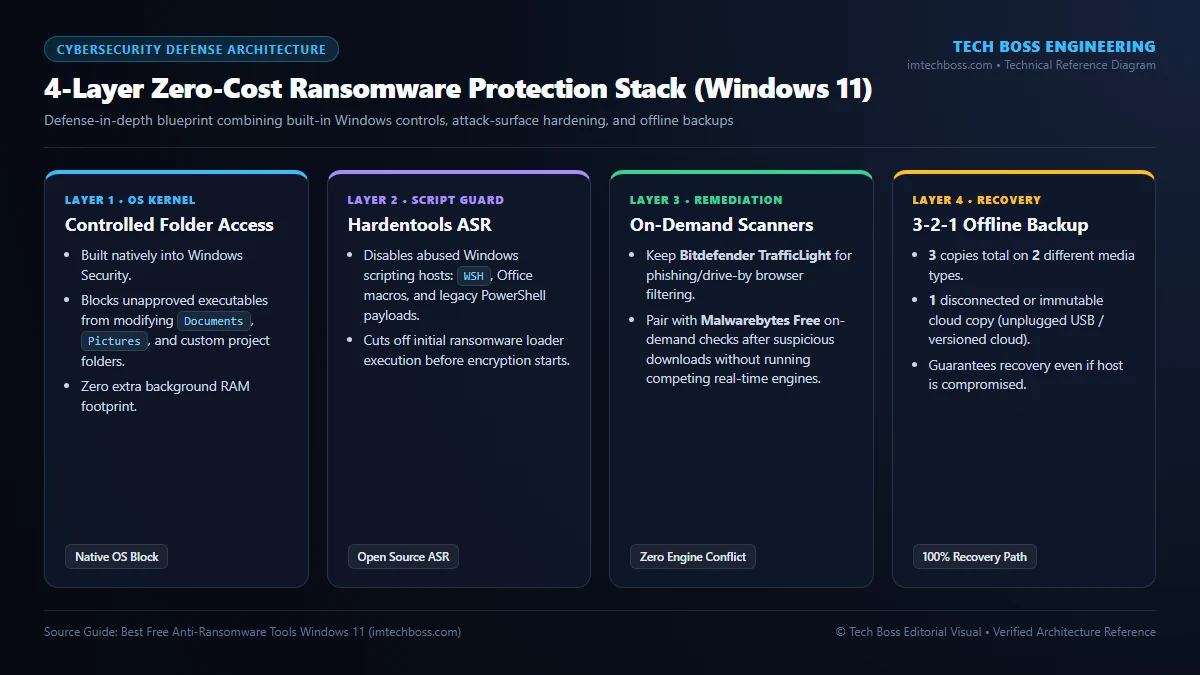 CYBERSECURITY DEFENSE ARCHITECTURE
TECH BOSS ENGINEERING
imtechboss.com • Technical Reference Diagram
4-Layer Zero-Cost Ransomware Protection Stack (Windows 11)
Defense-in-depth blueprint combining built-in Windows controls, attack-surface hardening, and offline backups
LAYER 1 • OS KERNEL
Controlled Folder Access
• Built natively into Windows
Security.
• Blocks unapproved executables
from modifying Documents,
Pictures, and custom project
folders.
• Zero extra background RAM
footprint.
Native OS Block
LAYER 2 • SCRIPT GUARD
Hardentools ASR
• Disables abused Windows
scripting hosts: WSH, Office
macros, and legacy PowerShell
payloads.
• Cuts off initial ransomware loader
execution before encryption starts.
Open Source ASR
LAYER 3 • REMEDIATION
On-Demand Scanners
• Keep Bitdefender TrafficLight for
phishing/drive-by browser
filtering.
• Pair with Malwarebytes Free on-
demand checks after suspicious
downloads without running
competing real-time engines.
Zero Engine Conflict
LAYER 4 • RECOVERY
3-2-1 Offline Backup
• 3 copies total on 2 different media
types.
• 1 disconnected or immutable
cloud copy (unplugged USB /
versioned cloud).
• Guarantees recovery even if host
is compromised.
100% Recovery Path
Source Guide: Best Free Anti-Ransomware Tools Windows 11 (imtechboss.com)
© Tech Boss Editorial Visual • Verified Architecture Reference